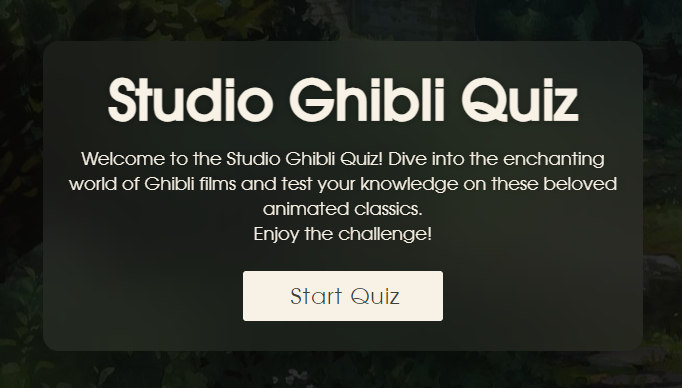 Studio Ghibli Quiz
Welcome to the Studio Ghibli Quiz! Dive into the enchanting
world of Ghibli films and test your knowledge on these beloved
animated classics.
Enjoy the challenge!
Start Quiz